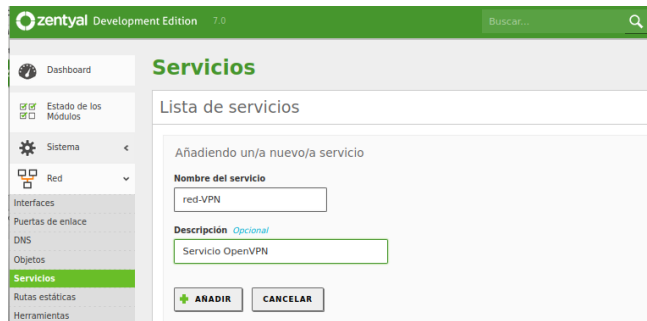 zentyal Development Edition 7.0
Buscar...
Dashboard
Estado de los
Módulos
Sistema
Red
Interfaces
Puertas de enlace
DNS
Objetos
Servicios
Rutas estáticas
Herramientas
Servicios
Lista de servicios
Añadiendo un/a nuevo/a servicio
Nombre del servicio
red-VPN
Descripción Opcional
Servicio OpenVPN
AÑADIR CANCELAR